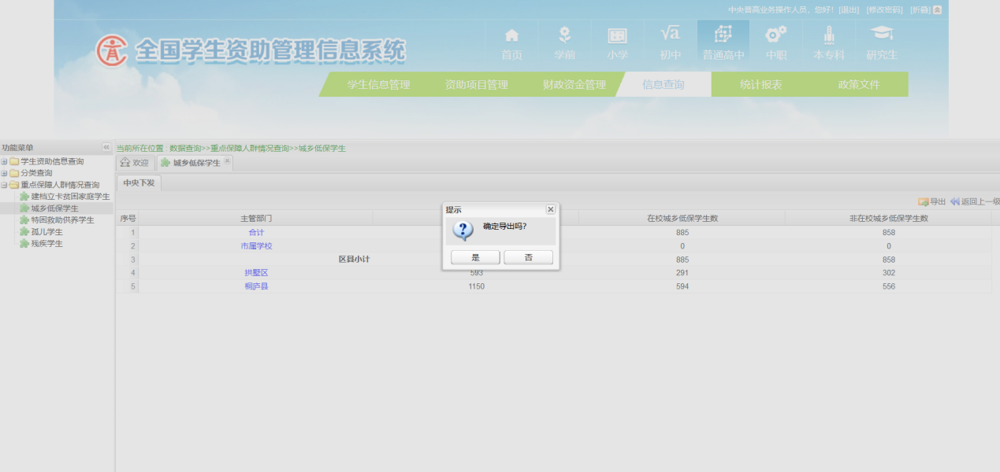 中央普高业务操作人员，您好! [退出] [修改密码] [折叠]
全国学生资助管理信息系统
首页 学前 小学 初中 普通高中 中职 本专科 研究生
学生信息管理 资助项目管理 财政资金管理 信息查询 统计报表 政策文件
功能菜单
当前所在位置 : 数据查询>>重点保障人群情况查询>>城乡低保学生
学生资助信息查询
分类查询
重点保障人群情况查询
建档立卡贫困家庭学生
城乡低保学生
特困救助供养学生
孤儿学生
残疾学生
欢迎 城乡低保学生
中央下发
导出 返回上一级
序号 主管部门 在校城乡低保学生数 非在校城乡低保学生数
1 合计 885 858
2 市属学校 0 0
3 区县小计 885 858
4 拱墅区 593 291 302
5 桐庐县 1150 594 556
提示
确定导出吗?
是 否